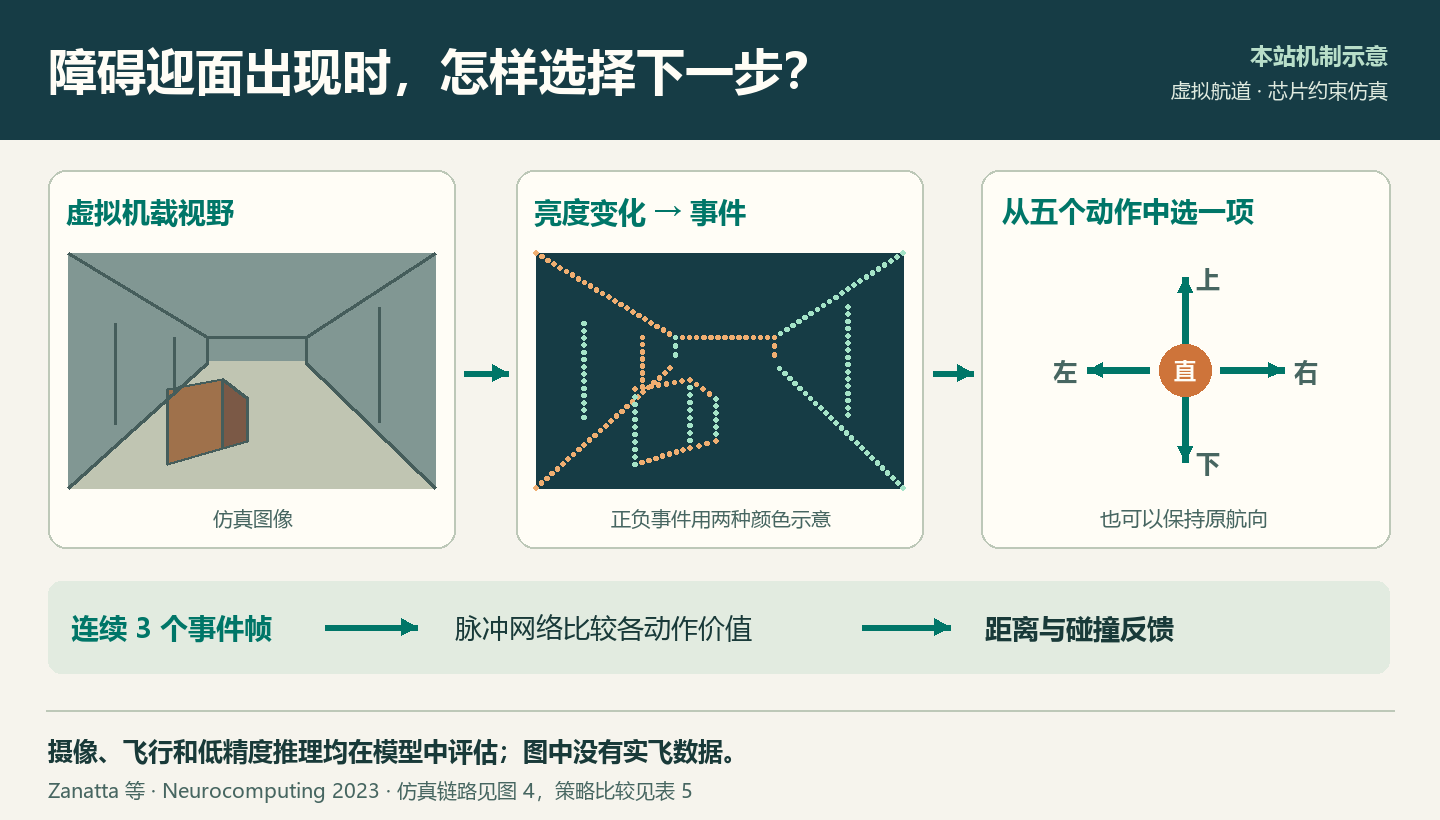 障碍迎面出现时，怎样选择下一步？
本站机制示意
虚拟航道 · 芯片约束仿真
虚拟机载视野
仿真图像
亮度变化 → 事件
正负事件用两种颜色示意
从五个动作中选一项
上
左
直
右
下
也可以保持原航向
连续 3 个事件帧
脉冲网络比较各动作价值
距离与碰撞反馈
摄像、飞行和低精度推理均在模型中评估；图中没有实飞数据。
Zanatta 等 · Neurocomputing 2023 · 仿真链路见图 4，策略比较见表 5